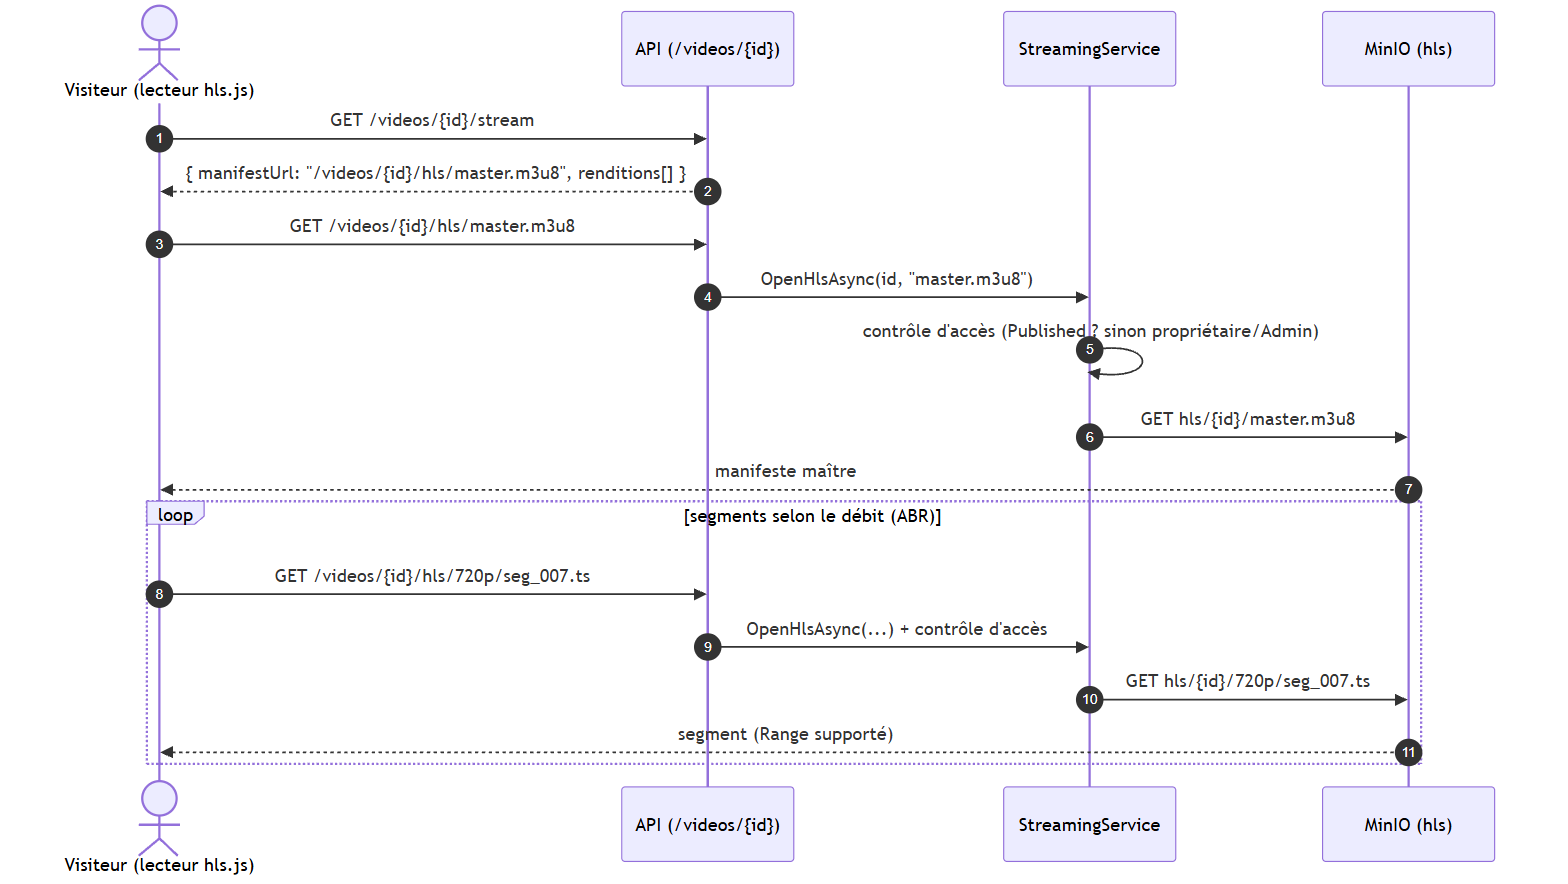 Visiteur (lecteur hls.js)
API (/videos/{id})
StreamingService
MinIO (hls)
GET /videos/{id}/stream
1
{ manifestUrl: "/videos/{id}/hls/master.m3u8", renditions[] }
2
GET /videos/{id}/hls/master.m3u8
3
OpenHlsAsync(id, "master.m3u8")
4
contrôle d'accès (Published ? sinon propriétaire/Admin)
5
GET hls/{id}/master.m3u8
6
manifeste maître
7
loop
[segments selon le débit (ABR)]
GET /videos/{id}/hls/720p/seg_007.ts
8
OpenHlsAsync(...) + contrôle d'accès
9
GET hls/{id}/720p/seg_007.ts
10
segment (Range supporté)
11
Visiteur (lecteur hls.js)
API (/videos/{id})
StreamingService
MinIO (hls)